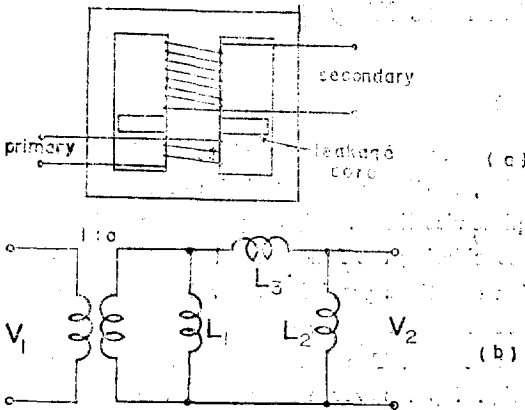 secondary
primary
leakage
core
(a)
1:a
L3
V1
L1
L2
V2
(b)